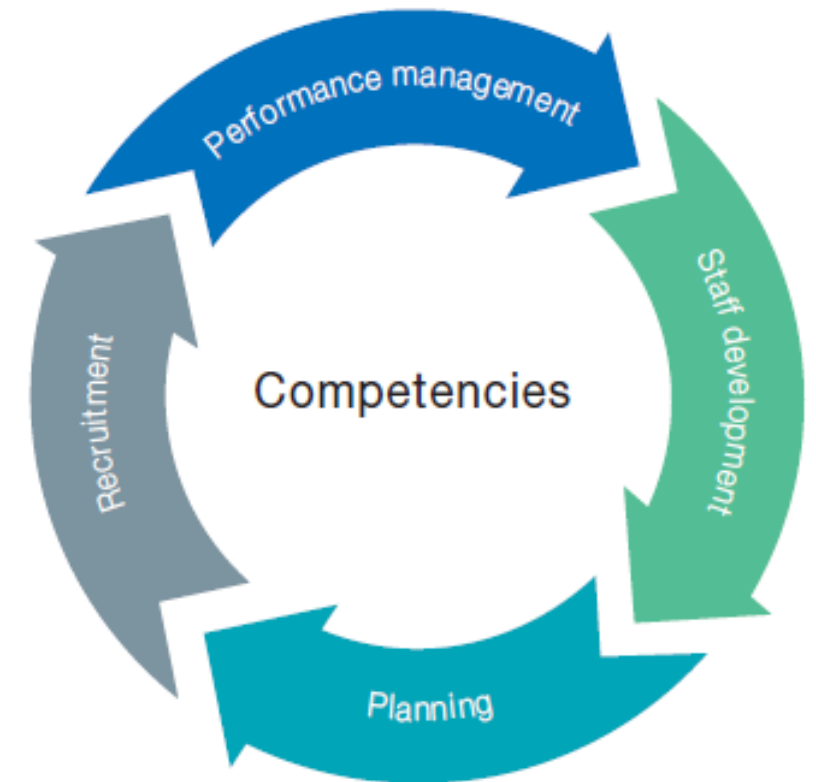 Performance management
Staff development
Competencies
Recruitment
Planning